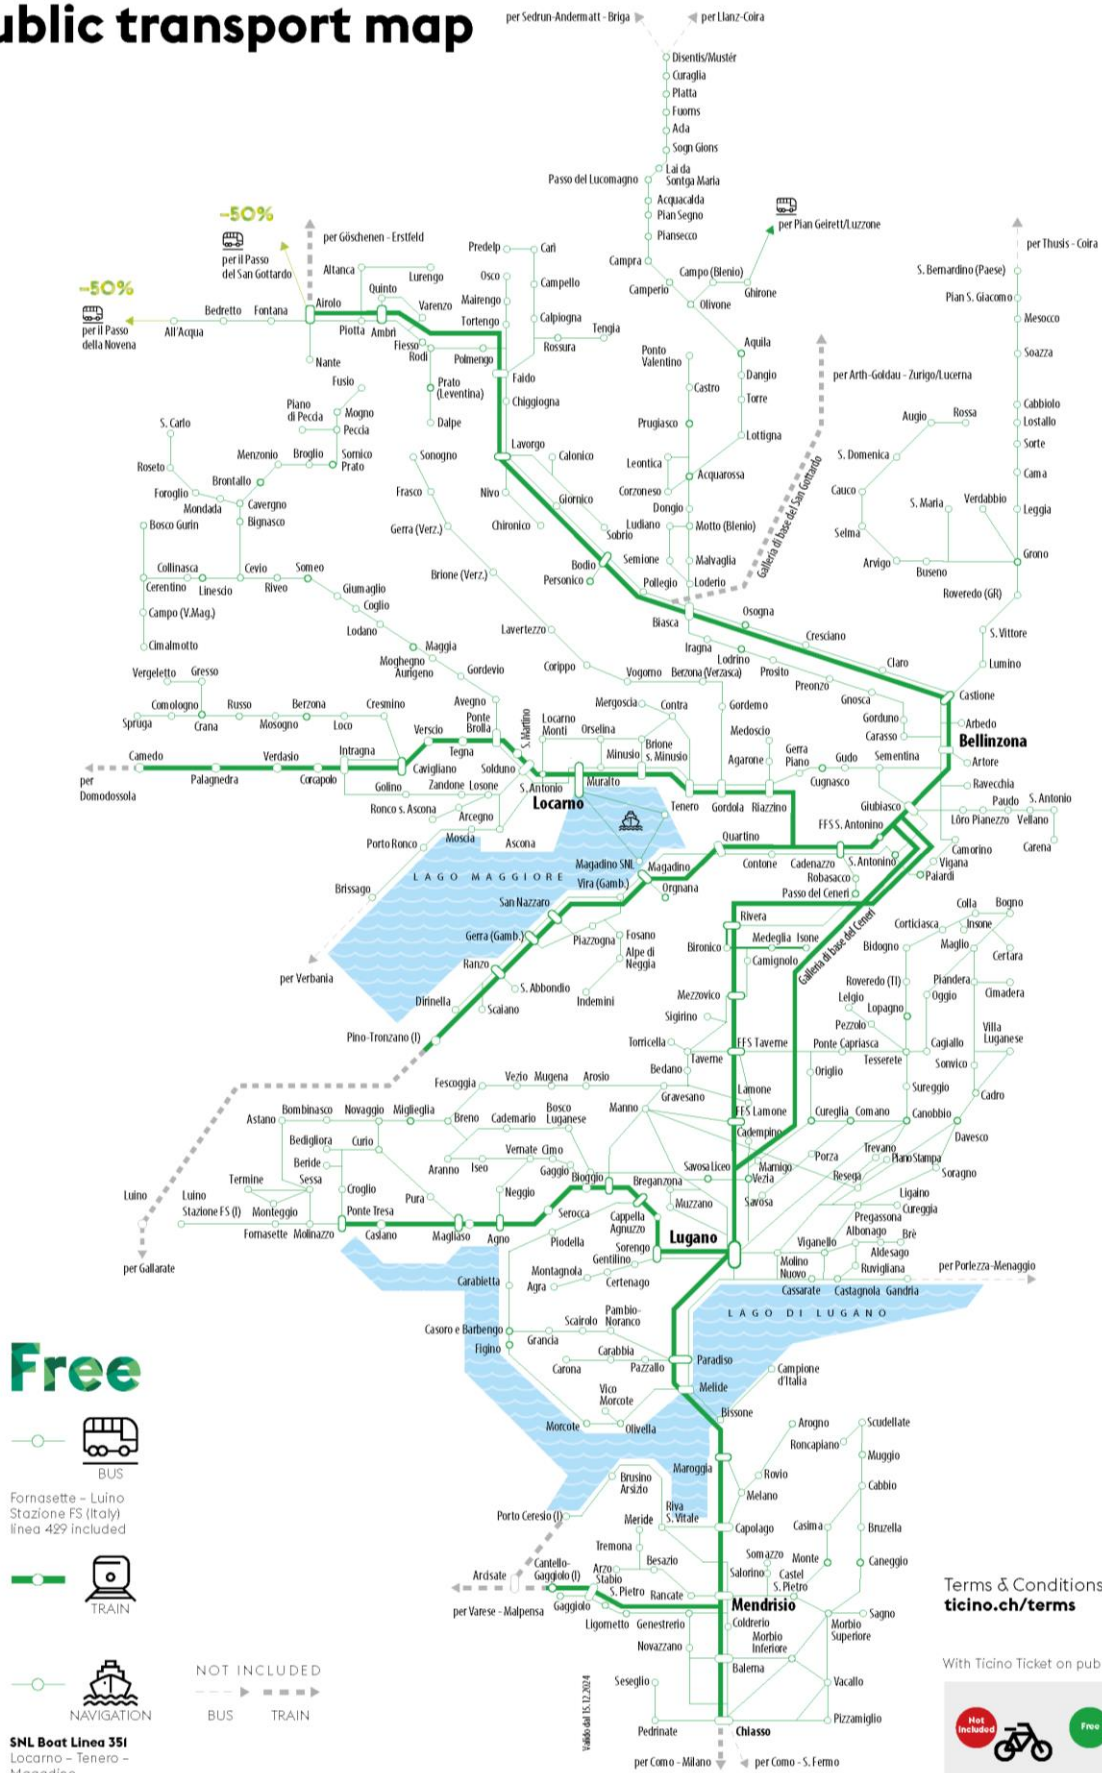 ublic transport map
per Sedrun-Andermatt - Briga
per Llanz-Coira
Disentis/Mustér
Curaglia
Platta
Fuorns
Ada
Sogn Gions
Lai da
Sontga Maria
Passo del Lucomagno
Acquacalda
Pian Segno
Piansecco
Campra
Camperio
Campo (Blenio)
Ghirone
Olivone
per Pian Geirett/Luzzone
-50%
per il Passo
del San Gottardo
per Göschenen - Erstfeld
-50%
per il Passo
della Novena
All'Acqua
Bedretto
Fontana
Airolo
Nante
Altanca
Lurengo
Quinto
Varenzo
Piotta
Ambrì
Fiesso
Rodi
Prato
(Leventina)
Dalpe
Polmengo
Predelp
Carì
Osco
Campello
Mairengo
Calpiogna
Tortengo
Tengia
Rossura
Faido
Chiggiogna
Lavorgo
Calonico
Nivo
Chironico
Giornico
Sobrio
Bodio
Personico
Pollegio
Biasca
Aquila
Dangio
Torre
Lottigna
Ponto
Valentino
Castro
Prugiasco
Leontica
Corzoneso
Acquarossa
Dongio
Ludiano
Motto (Blenio)
Semione
Malvaglia
Loderio
per Arth-Goldau - Zurigo/Lucerna
Galleria di base del San Gottardo
per Thusis - Coira
S. Bernardino (Paese)
Pian S. Giacomo
Mesocco
Soazza
Cabbiolo
Lostallo
Sorte
Cama
Leggia
Grono
Roveredo (GR)
S. Vittore
Lumino
Augio
Rossa
S. Domenica
Cauco
Selma
Arvigo
Buseno
S. Maria
Verdabbio
Fusio
Piano
di Peccia
Mogno
Peccia
S. Carlo
Menzonio
Broglio
Sornico
Prato
Roseto
Brontallo
Foroglio
Mondada
Cavergno
Bignasco
Bosco Gurin
Collinasca
Cerentino
Linescio
Cevio
Riveo
Someo
Campo (V.Mag.)
Cimalmotto
Giumaglio
Coglio
Lodano
Maggia
Moghegno
Aurigeno
Gordevio
Avegno
Ponte
Brolla
Sonogno
Frasco
Gerra (Verz.)
Brione (Verz.)
Lavertezzo
Corippo
Vogorno
Berzona (Verzasca)
Mergoscia
Contra
Gordemo
Iragna
Lodrino
Prosito
Preonzo
Gnosca
Gorduno
Carasso
Osogna
Cresciano
Claro
Castione
Arbedo
Bellinzona
Artore
Ravecchia
Vergeletto
Gresso
Comologno
Spruga
Crana
Russo
Mosogno
Berzona
Loco
Cresmino
Camedo
Palagnedra
Verdasio
Corcapolo
Intragna
Cavigliano
Verscio
Tegna
per
Domodossola
Golino
Zandone
Losone
Solduno
S. Martino
Locarno
Monti
Orselina
Minusio
Brione
s. Minusio
S. Antonio
Muralto
Locarno
Medoscio
Agarone
Gerra
Piano
Cugnasco
Gudo
Sementina
Tenero
Gordola
Riazzino
Ronco s. Ascona
Arcegno
Moscia
Ascona
Porto Ronco
Brissago
per Verbania
LAGO MAGGIORE
Giubiasco
FFS S. Antonino
Lôro
Pianezzo
Paudo
Vellano
S. Antonio
Carena
Camorino
Vigana
Paiardi
Quartino
Contone
Cadenazzo
S. Antonino
Robasacco
Passo del Ceneri
Magadino SNL
Magadino
Vira (Gamb.)
Orgnana
San Nazzaro
Gerra (Gamb.)
Ranzo
Piazzogna
Fosano
Alpe di
Neggia
Indemini
S. Abbondio
Scaiano
Dirinella
Pino-Tronzano (I)
Rivera
Bironico
Medeglia
Isone
Camignolo
Mezzovico
Sigirino
Galleria di base del Ceneri
Colla
Bogno
Corticiasca
Insone
Bidogno
Maglio
Certara
Roveredo (TI)
Piandera
Cimadera
Oggio
Lelgio
Lopagno
Pezzolo
Villa
Luganese
Torricella
FFS Taverne
Taverne
Ponte Capriasca
Tesserete
Cagiallo
Sonvico
Bedano
Origlio
Sureggio
Cadro
Gravesano
Lamone
FFS Lamone
Cadempino
Manno
Cureglia
Comano
Canobbio
Davesco
Fescoggia
Vezio
Mugena
Arosio
Astano
Bombinasco
Novaggio
Miglieglia
Breno
Cademario
Bosco
Luganese
Bedigliora
Curio
Beride
Aranno
Iseo
Vernate
Cimo
Gaggio
Bioggio
Termine
Sessa
Croglio
Pura
Neggio
Monteggio
Luino
Luino
Stazione FS (I)
Fornasette
Molinazzo
Ponte Tresa
Caslano
Magliaso
Agno
Serocca
per Gallarate
Savosa Liceo
Breganzona
Muzzano
Mamigo
Vezia
Savosa
Porza
Trevano
Piano Stampa
Resega
Soragno
Ligaino
Cureggia
Pregassona
Cappella
Agnuzzo
Sorengo
Lugano
Piodella
Gentilino
Montagnola
Agra
Certenago
Viganello
Albonago
Brè
Aldesago
Molino
Nuovo
Ruvigliana
Cassarate
Castagnola
Gandria
per Porlezza-Menaggio
LAGO DI LUGANO
Carabietta
Casoro e Barbengo
Figino
Grancia
Scairolo
Pambio-
Noranco
Carona
Carabbia
Pazzallo
Paradiso
Melide
Vico
Morcote
Morcote
Olivella
Campione
d'Italia
Bissone
Arogno
Scudellate
Roncapiano
Muggio
Maroggia
Rovio
Cabbio
Melano
Brusino
Arsizio
Porto Ceresio (I)
Riva
S. Vitale
Meride
Capolago
Casima
Bruzella
Tremona
Besazio
Somazzo
Monte
Caneggio
Arzo
Salorino
Castel
S. Pietro
Cantello-
Gaggiolo (I)
Stabio
Arcisate
S. Pietro
Rancate
Mendrisio
per Varese - Malpensa
Gaggiolo
Ligornetto
Genestrerio
Coldrerio
Sagno
Morbio
Superiore
Novazzano
Morbio
Inferiore
Balerna
Seseglio
Vacallo
Pedrinate
Chiasso
Pizzamiglio
per Como - Milano
per Como - S. Fermo
Valido dal 15.12.2024
Free
BUS
Fornasette – Luino
Stazione FS (Italy)
linea 429 included
TRAIN
NAVIGATION
NOT INCLUDED
BUS
TRAIN
SNL Boat Linea 351
Locarno – Tenero –
Terms & Conditions
ticino.ch/terms
With Ticino Ticket on pub
Not
Included
Free